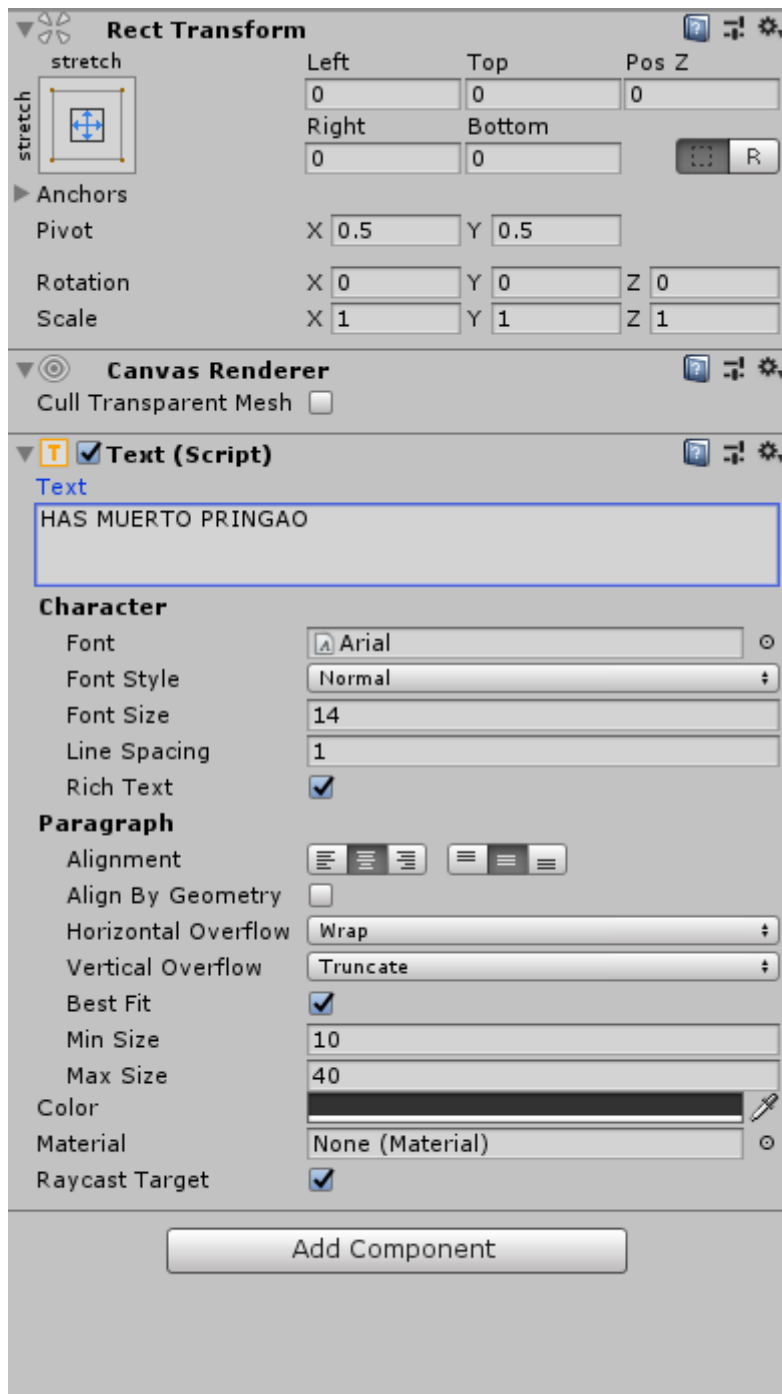 Rect Transform
stretch Left Top Pos Z
stretch
0 0 0
Right Bottom
0 0 R
Anchors
Pivot X 0.5 Y 0.5
Rotation X 0 Y 0 Z 0
Scale X 1 Y 1 Z 1
Canvas Renderer
Cull Transparent Mesh
T Text (Script)
Text
HAS MUERTO PRINGAO
Character
Font Arial
Font Style Normal
Font Size 14
Line Spacing 1
Rich Text
Paragraph
Alignment
Align By Geometry
Horizontal Overflow Wrap
Vertical Overflow Truncate
Best Fit
Min Size 10
Max Size 40
Color
Material None (Material)
Raycast Target
Add Component